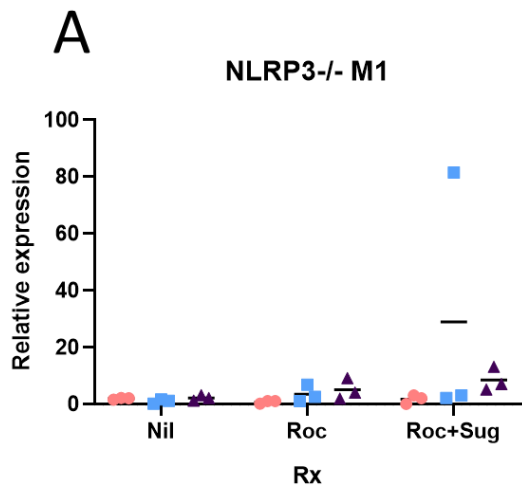 A
NLRP3-/- M1
Relative expression
100
80
60
40
20
0
Nil
Roc
Roc+Sug
Rx